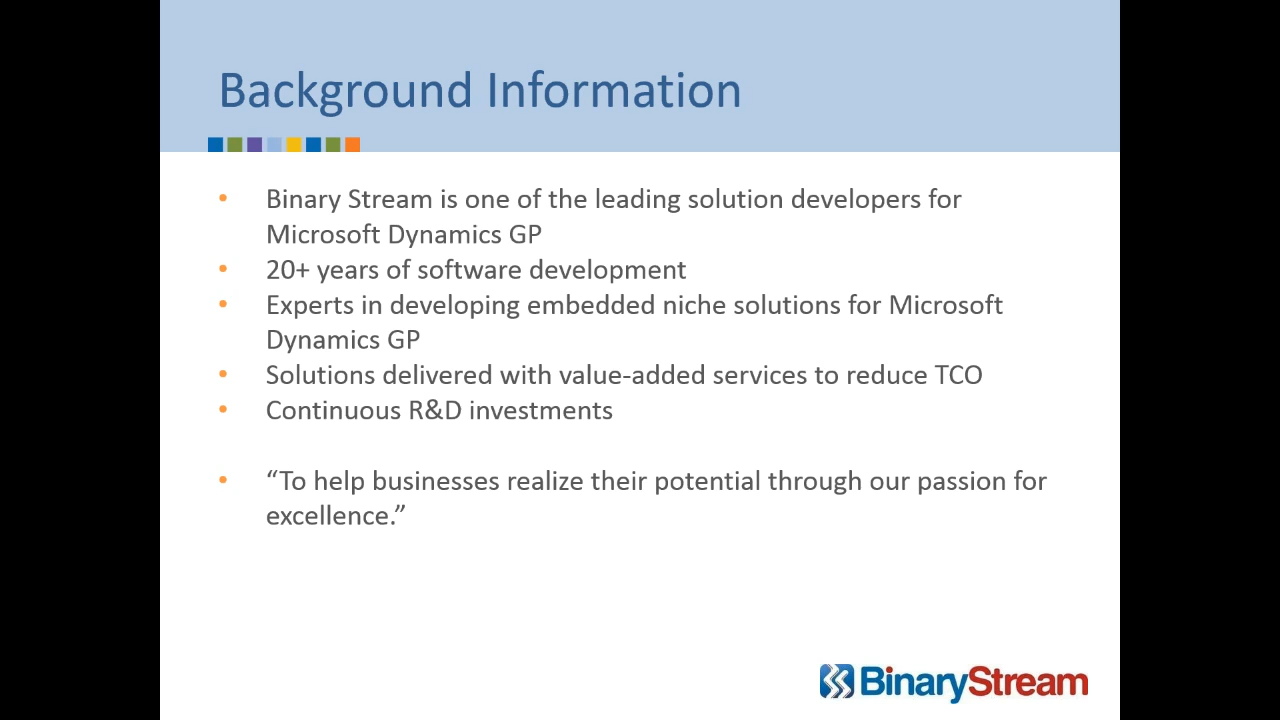 Background Information
• Binary Stream is one of the leading solution developers for
Microsoft Dynamics GP
• 20+ years of software development
• Experts in developing embedded niche solutions for Microsoft
Dynamics GP
• Solutions delivered with value-added services to reduce TCO
• Continuous R&D investments
• “To help businesses realize their potential through our passion for
excellence.”
BinaryStream